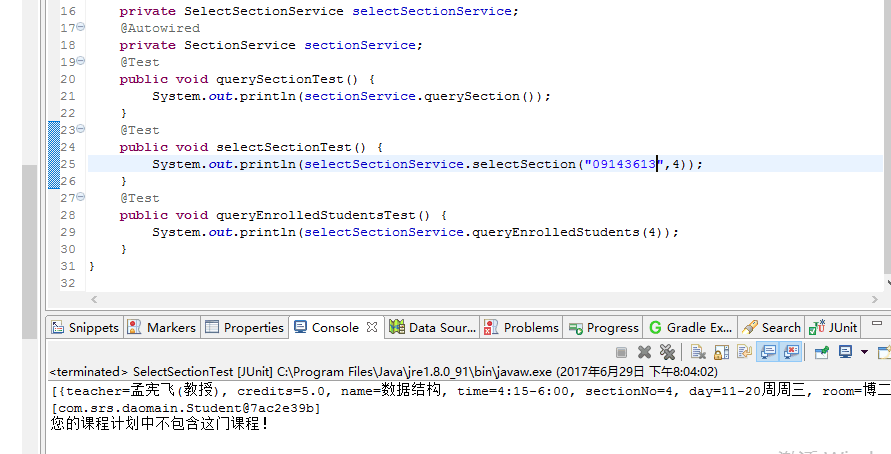 16 private SelectSectionService selectSectionService;
17 @Autowired
18 private SectionService sectionService;
19 @Test
20 public void querySectionTest() {
21 System.out.println(sectionService.querySection());
22 }
23 @Test
24 public void selectSectionTest() {
25 System.out.println(selectSectionService.selectSection("09143613",4));
26 }
27 @Test
28 public void queryEnrolledStudentsTest() {
29 System.out.println(selectSectionService.queryEnrolledStudents(4));
30 }
31 }
32
Snippets Markers Properties Console Data Sour... Problems Progress Gradle Ex... Search JUnit
<terminated> SelectSectionTest [JUnit] C:\Program Files\Java\jre1.8.0_91\bin\javaw.exe (2017年6月29日 下午8:04:02)
[{teacher=孟宪飞(教授), credits=5.0, name=数据结构, time=4:15-6:00, sectionNo=4, day=11-20周周三, room=博二
[com.srs.daomain.Student@7ac2e39b]
您的课程计划中不包含这门课程!